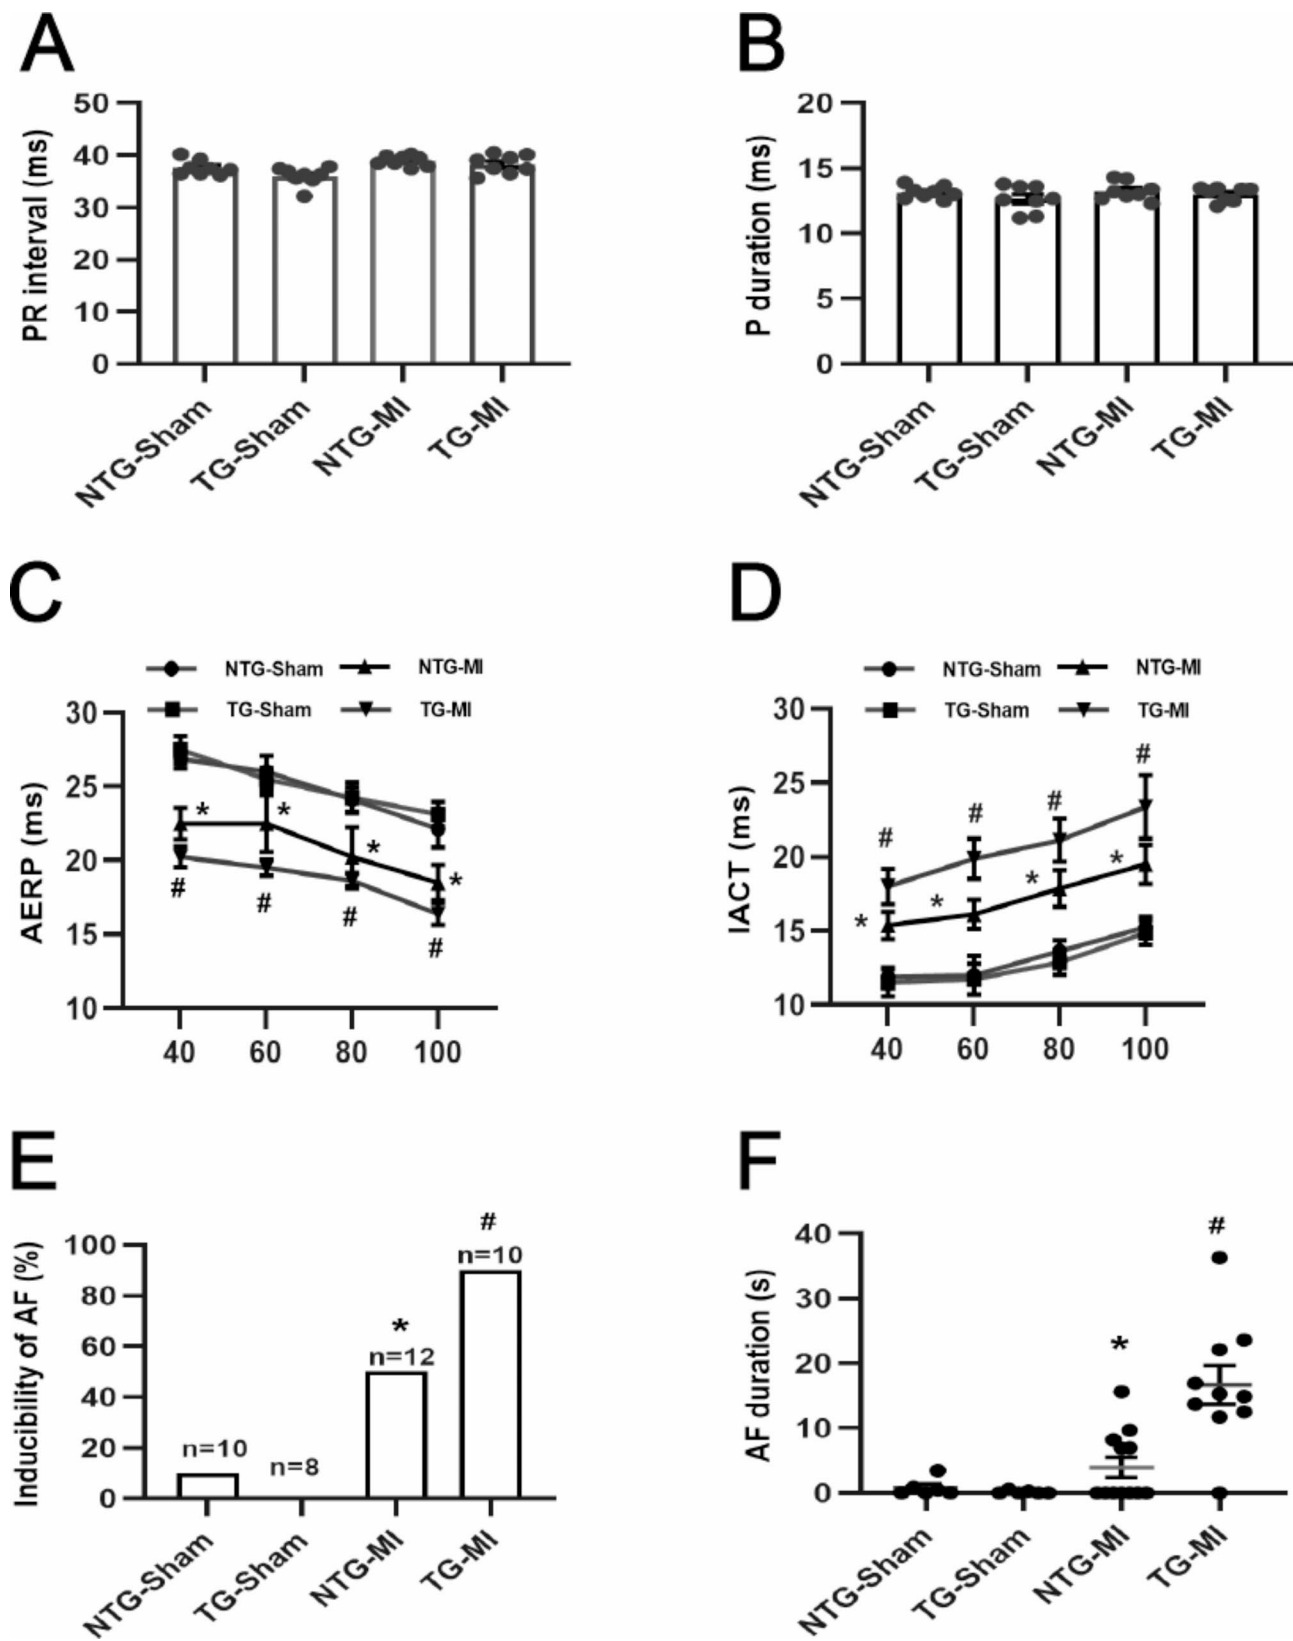 A
PR interval (ms)
50
40
30
20
10
0
NTG-Sham
TG-Sham
NTG-MI
TG-MI
B
P duration (ms)
20
15
10
5
0
NTG-Sham
TG-Sham
NTG-MI
TG-MI
C
NTG-Sham
NTG-MI
TG-Sham
TG-MI
AERP (ms)
30
25
20
15
10
* * * *
# # # #
40 60 80 100
D
NTG-Sham
NTG-MI
TG-Sham
TG-MI
IACT (ms)
30
25
20
15
10
# # # #
* * * *
40 60 80 100
E
Inducibility of AF (%)
100
80
60
40
20
0
n=10
n=8
*
n=12
#
n=10
NTG-Sham
TG-Sham
NTG-MI
TG-MI
F
AF duration (s)
40
30
20
10
0
*
#
NTG-Sham
TG-Sham
NTG-MI
TG-MI